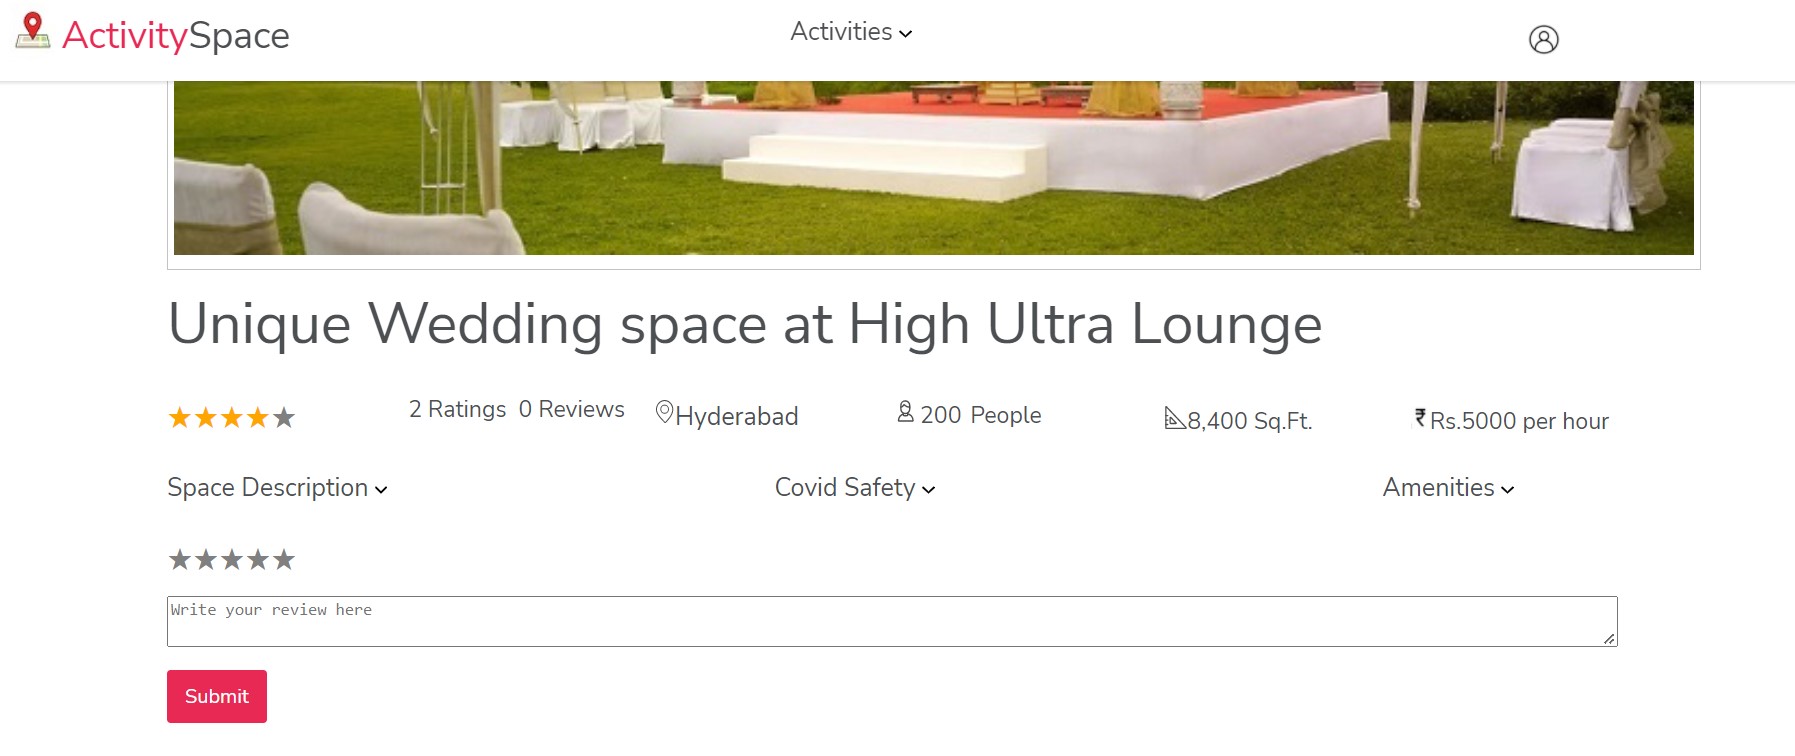 ActivitySpace
Activities
Unique Wedding space at High Ultra Lounge
2 Ratings 0 Reviews
Hyderabad
200 People
8,400 Sq.Ft.
₹ Rs.5000 per hour
Space Description
Covid Safety
Amenities
Write your review here
Submit